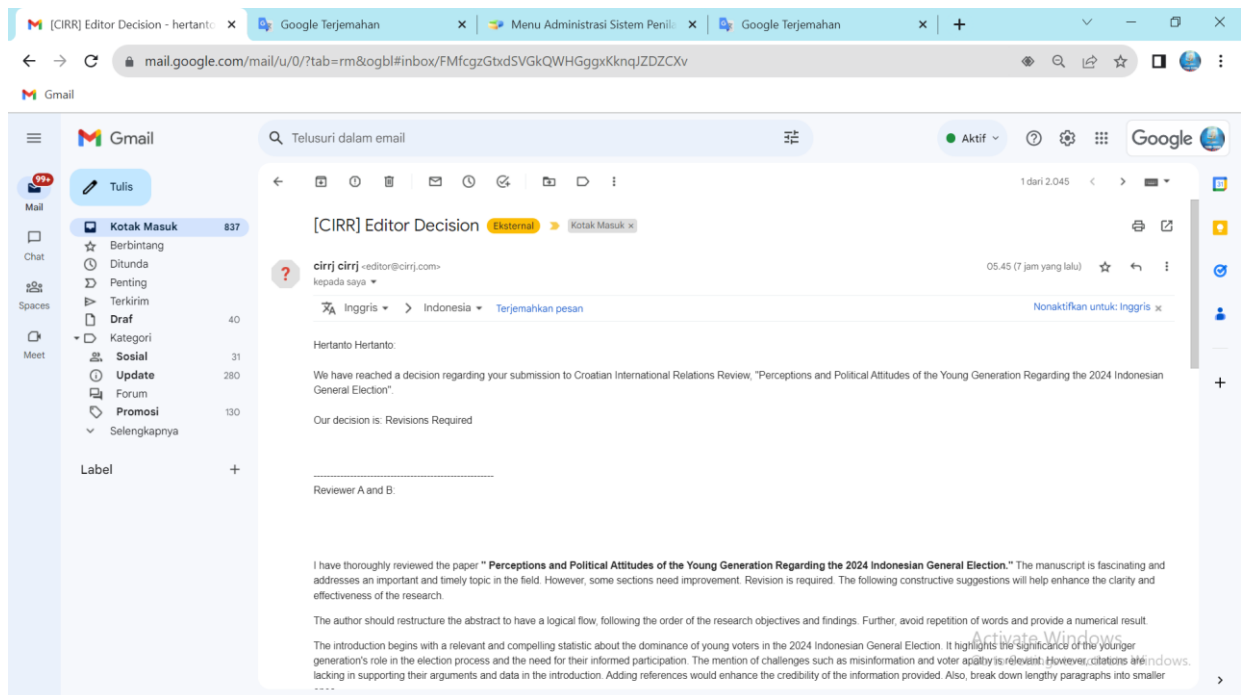 [CIRR] Editor Decision - hertanto
Google Terjemahan
Menu Administrasi Sistem Penila
Google Terjemahan
mail.google.com/mail/u/0/?tab=rm&ogbl#inbox/FMfcgzGtxdSVGkQWHGggxKknqJZDZCXv
Gmail
Gmail
Telusuri dalam email
Aktif
Google
99+
Mail
Chat
Spaces
Meet
Tulis
Kotak Masuk 837
Berbintang
Ditunda
Penting
Terkirim
Draf 40
Kategori
Sosial 31
Update 280
Forum
Promosi 130
Selengkapnya
Label
1 dari 2.045
31
[CIRR] Editor Decision Eksternal Kotak Masuk x
cirrj cirrj <editor@cirrj.com> 05.45 (7 jam yang lalu)
kepada saya
Inggris > Indonesia Terjemahkan pesan Nonaktifkan untuk: Inggris x
Hertanto Hertanto:
We have reached a decision regarding your submission to Croatian International Relations Review, "Perceptions and Political Attitudes of the Young Generation Regarding the 2024 Indonesian
General Election".
Our decision is: Revisions Required
------------------------------------------------------
Reviewer A and B:
I have thoroughly reviewed the paper " Perceptions and Political Attitudes of the Young Generation Regarding the 2024 Indonesian General Election." The manuscript is fascinating and
addresses an important and timely topic in the field. However, some sections need improvement. Revision is required. The following constructive suggestions will help enhance the clarity and
effectiveness of the research.
The author should restructure the abstract to have a logical flow, following the order of the research objectives and findings. Further, avoid repetition of words and provide a numerical result.
The introduction begins with a relevant and compelling statistic about the dominance of young voters in the 2024 Indonesian General Election. It highlights the significance of the younger
generation's role in the election process and the need for their informed participation. The mention of challenges such as misinformation and voter apathy is relevant. However, citations are
lacking in supporting their arguments and data in the introduction. Adding references would enhance the credibility of the information provided. Also, break down lengthy paragraphs into smaller
Activate Windows